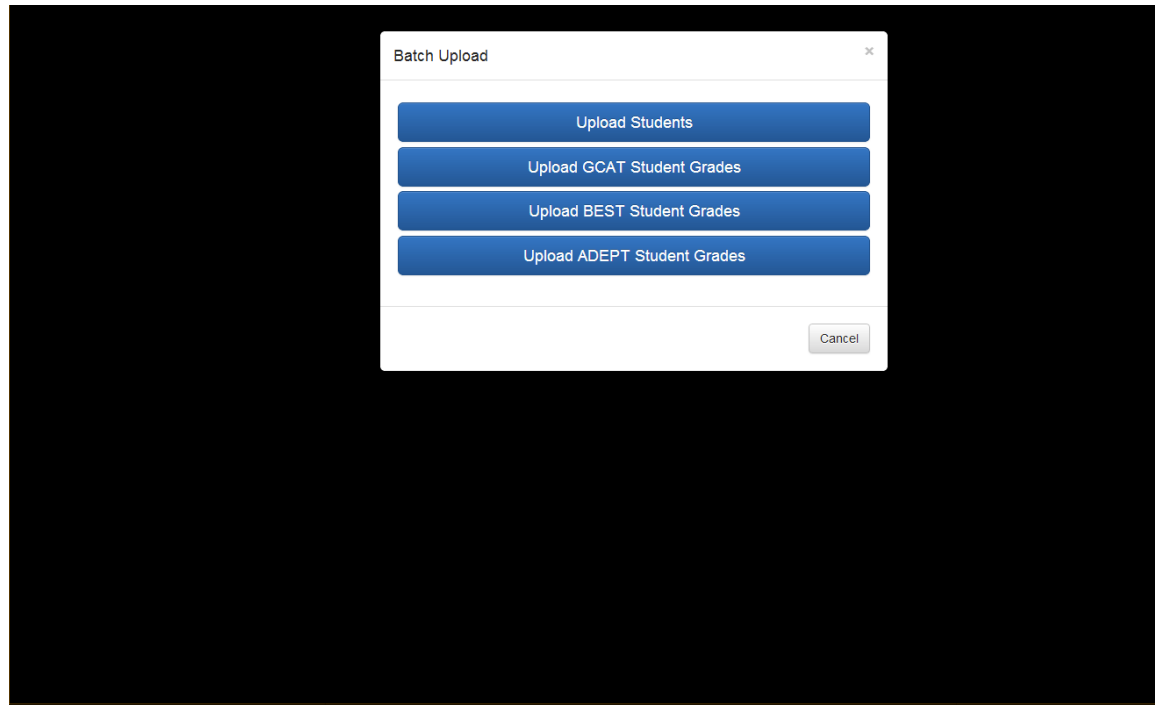 Batch Upload ×
Upload Students
Upload GCAT Student Grades
Upload BEST Student Grades
Upload ADEPT Student Grades
Cancel